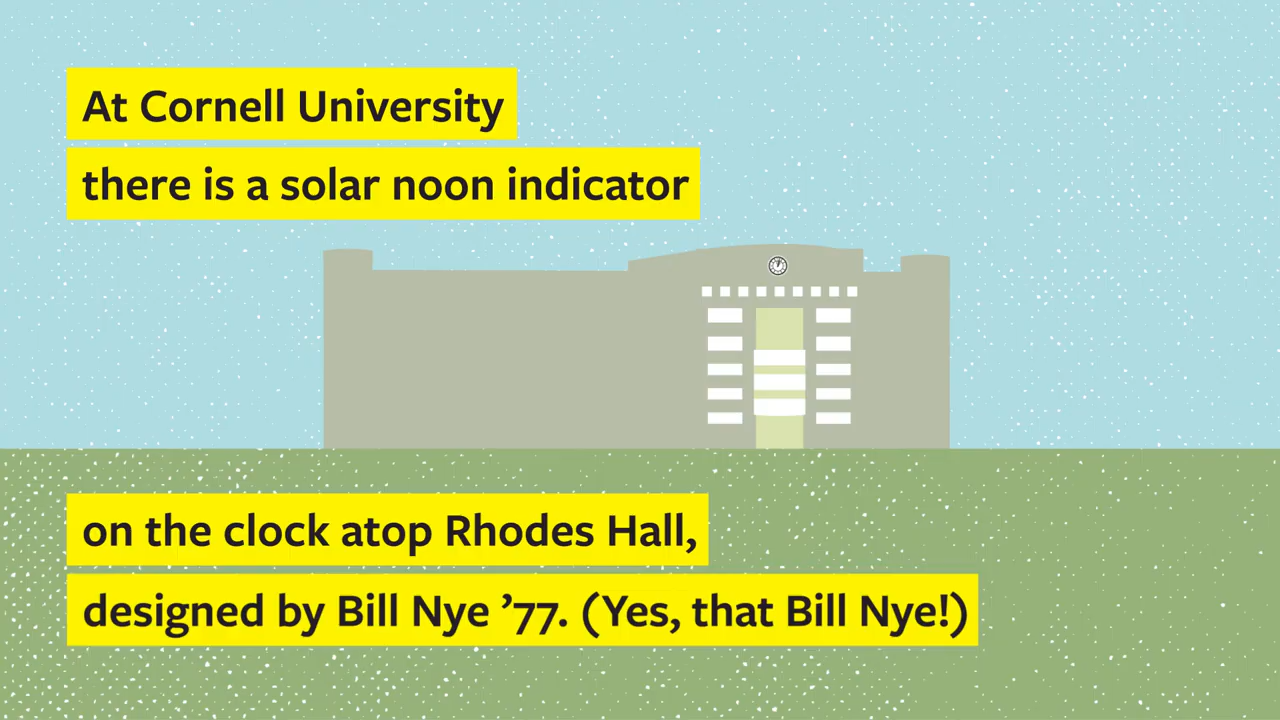 At Cornell University
there is a solar noon indicator
on the clock atop Rhodes Hall,
designed by Bill Nye ’77. (Yes, that Bill Nye!)